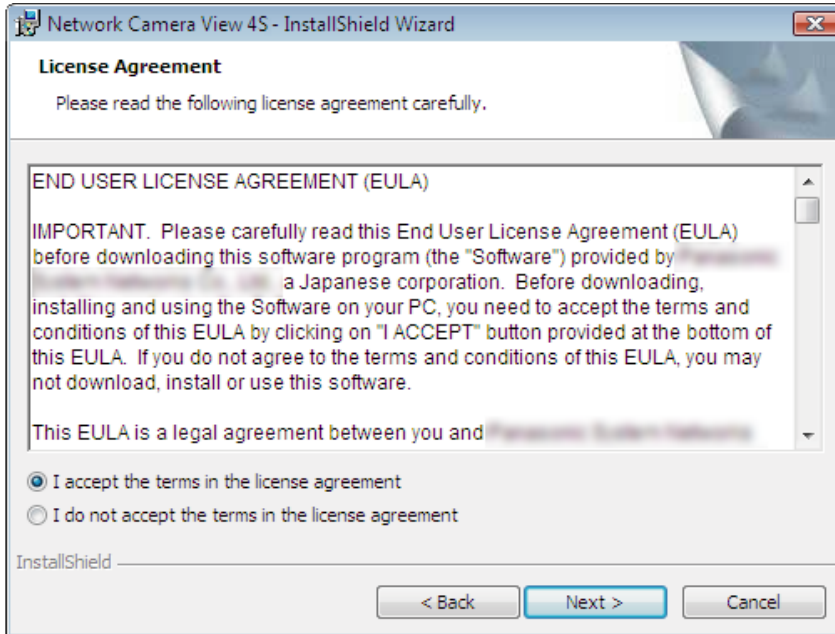 Network Camera View 4S - InstallShield Wizard
License Agreement
Please read the following license agreement carefully.
END USER LICENSE AGREEMENT (EULA)
IMPORTANT.  Please carefully read this End User License Agreement (EULA)
before downloading this software program (the "Software") provided by
a Japanese corporation.  Before downloading,
installing and using the Software on your PC, you need to accept the terms and
conditions of this EULA by clicking on "I ACCEPT" button provided at the bottom of
this EULA.  If you do not agree to the terms and conditions of this EULA, you may
not download, install or use this software.
This EULA is a legal agreement between you and
I accept the terms in the license agreement
I do not accept the terms in the license agreement
InstallShield
< Back
Next >
Cancel